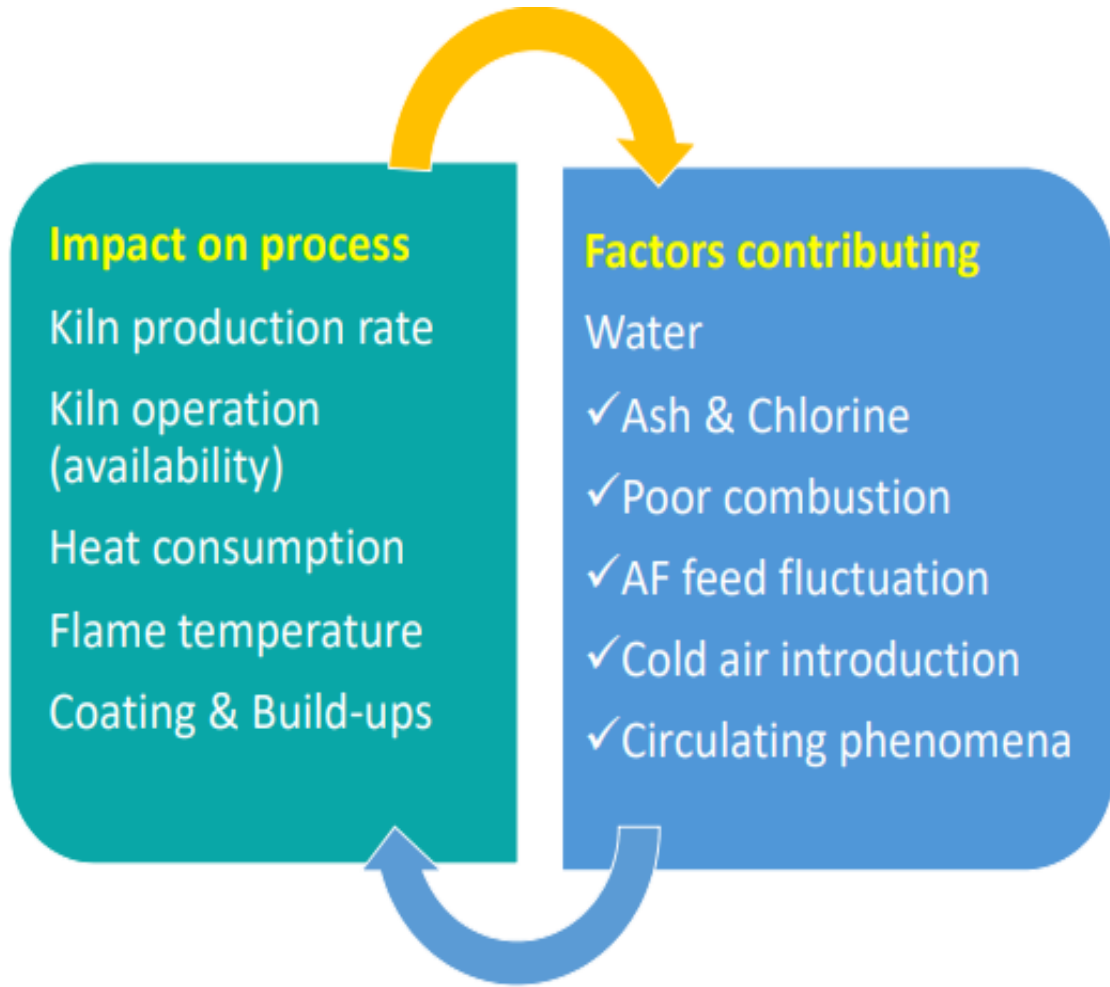 Impact on process
Kiln production rate
Kiln operation
(availability)
Heat consumption
Flame temperature
Coating & Build-ups
Factors contributing
Water
✓Ash & Chlorine
✓Poor combustion
✓AF feed fluctuation
✓Cold air introduction
✓Circulating phenomena